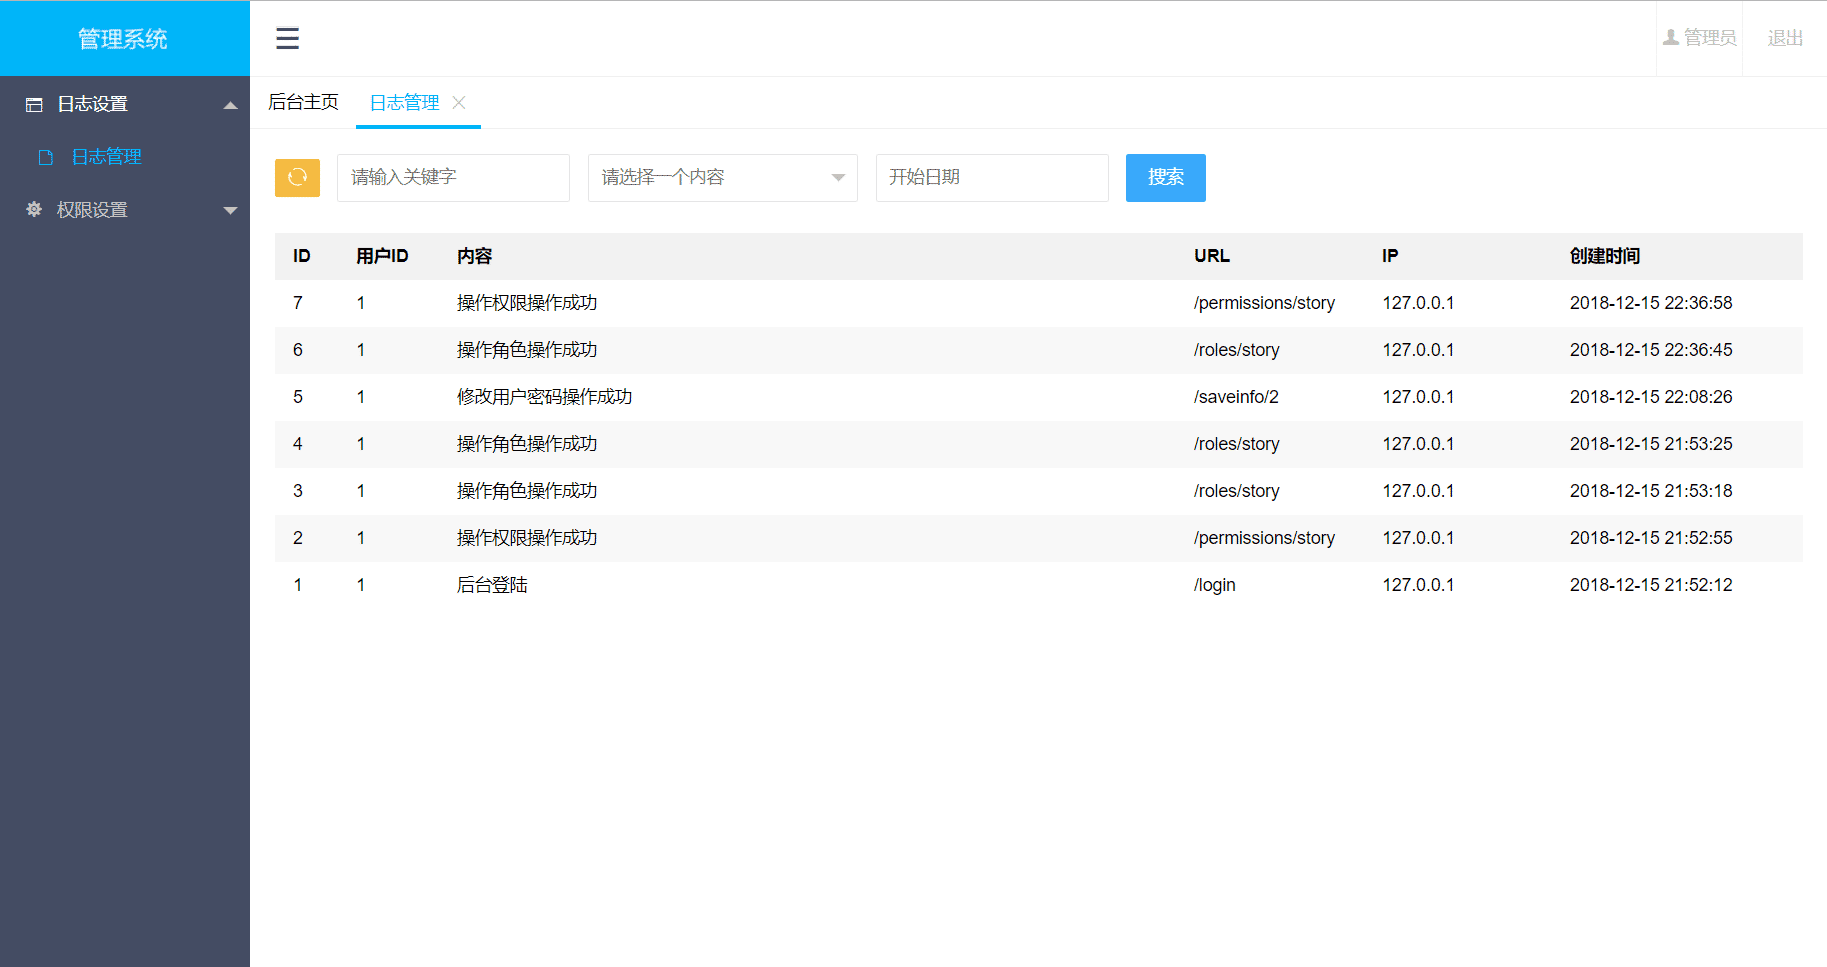 管理系统
☰
管理员 退出
日志设置
日志管理
权限设置
后台主页 日志管理
请输入关键字 请选择一个内容 开始日期 搜索
ID 用户ID 内容 URL IP 创建时间
7 1 操作权限操作成功 /permissions/story 127.0.0.1 2018-12-15 22:36:58
6 1 操作角色操作成功 /roles/story 127.0.0.1 2018-12-15 22:36:45
5 1 修改用户密码操作成功 /saveinfo/2 127.0.0.1 2018-12-15 22:08:26
4 1 操作角色操作成功 /roles/story 127.0.0.1 2018-12-15 21:53:25
3 1 操作角色操作成功 /roles/story 127.0.0.1 2018-12-15 21:53:18
2 1 操作权限操作成功 /permissions/story 127.0.0.1 2018-12-15 21:52:55
1 1 后台登陆 /login 127.0.0.1 2018-12-15 21:52:12